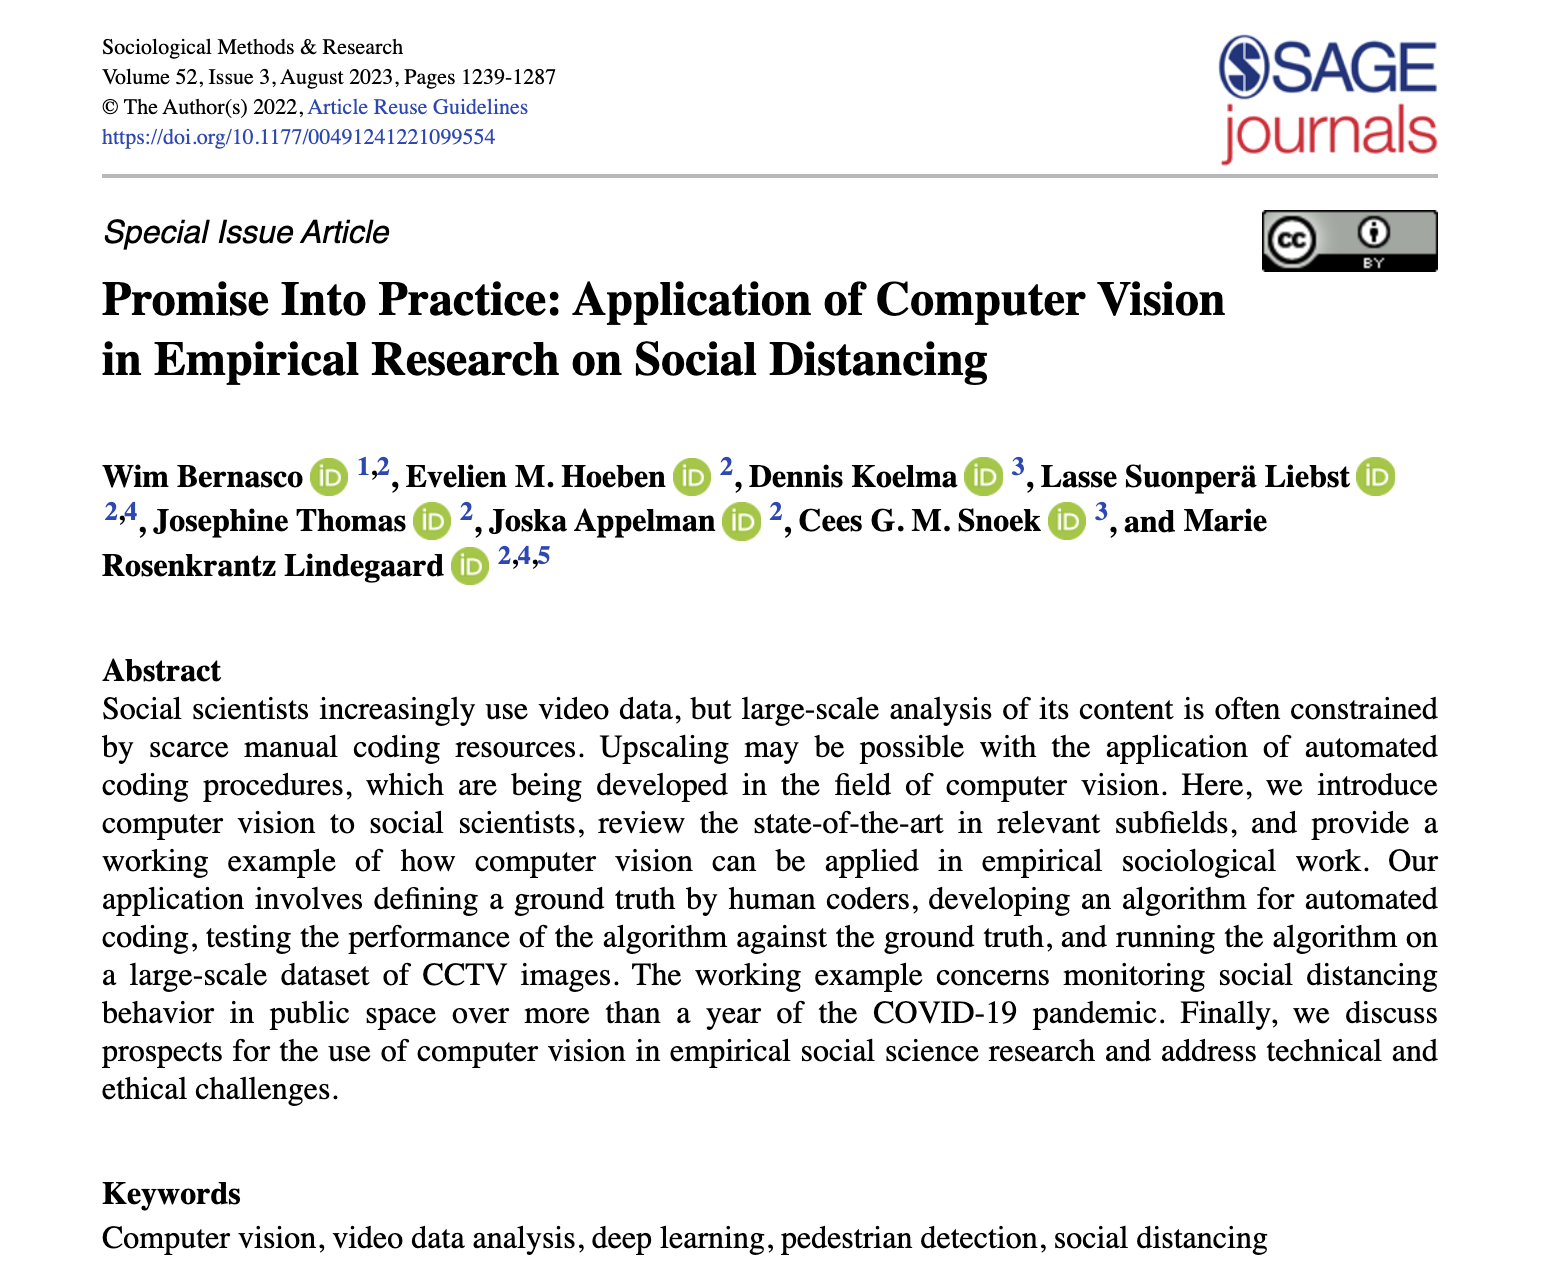 Sociological Methods & Research
Volume 52, Issue 3, August 2023, Pages 1239-1287
© The Author(s) 2022, Article Reuse Guidelines
https://doi.org/10.1177/00491241221099554
SAGE
journals
Special Issue Article
cc BY
Promise Into Practice: Application of Computer Vision
in Empirical Research on Social Distancing
Wim Bernasco iD 1,2, Evelien M. Hoeben iD 2, Dennis Koelma iD 3, Lasse Suonperä Liebst iD
2,4, Josephine Thomas iD 2, Joska Appelman iD 2, Cees G. M. Snoek iD 3, and Marie
Rosenkrantz Lindegaard iD 2,4,5
Abstract
Social scientists increasingly use video data, but large-scale analysis of its content is often constrained
by scarce manual coding resources. Upscaling may be possible with the application of automated
coding procedures, which are being developed in the field of computer vision. Here, we introduce
computer vision to social scientists, review the state-of-the-art in relevant subfields, and provide a
working example of how computer vision can be applied in empirical sociological work. Our
application involves defining a ground truth by human coders, developing an algorithm for automated
coding, testing the performance of the algorithm against the ground truth, and running the algorithm on
a large-scale dataset of CCTV images. The working example concerns monitoring social distancing
behavior in public space over more than a year of the COVID-19 pandemic. Finally, we discuss
prospects for the use of computer vision in empirical social science research and address technical and
ethical challenges.
Keywords
Computer vision, video data analysis, deep learning, pedestrian detection, social distancing